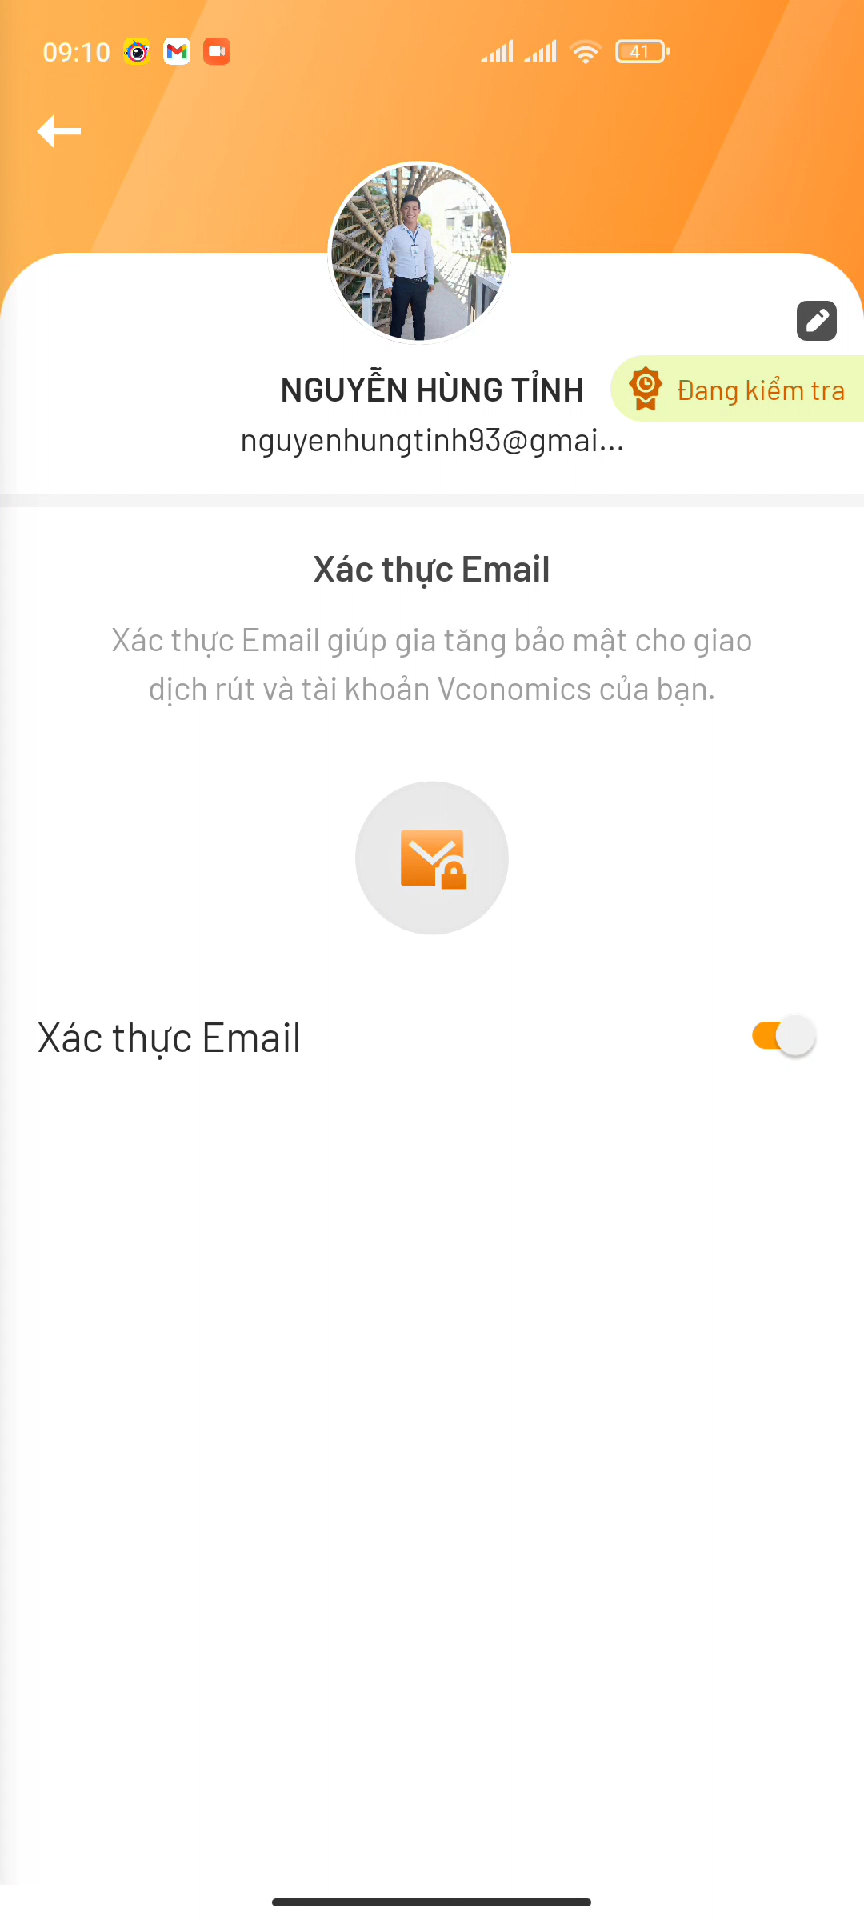 09:10
41
NGUYỄN HÙNG TỈNH
Đang kiểm tra
nguyenhungtinh93@gmai...
Xác thực Email
Xác thực Email giúp gia tăng bảo mật cho giao
dịch rút và tài khoản Vconomics của bạn.
Xác thực Email